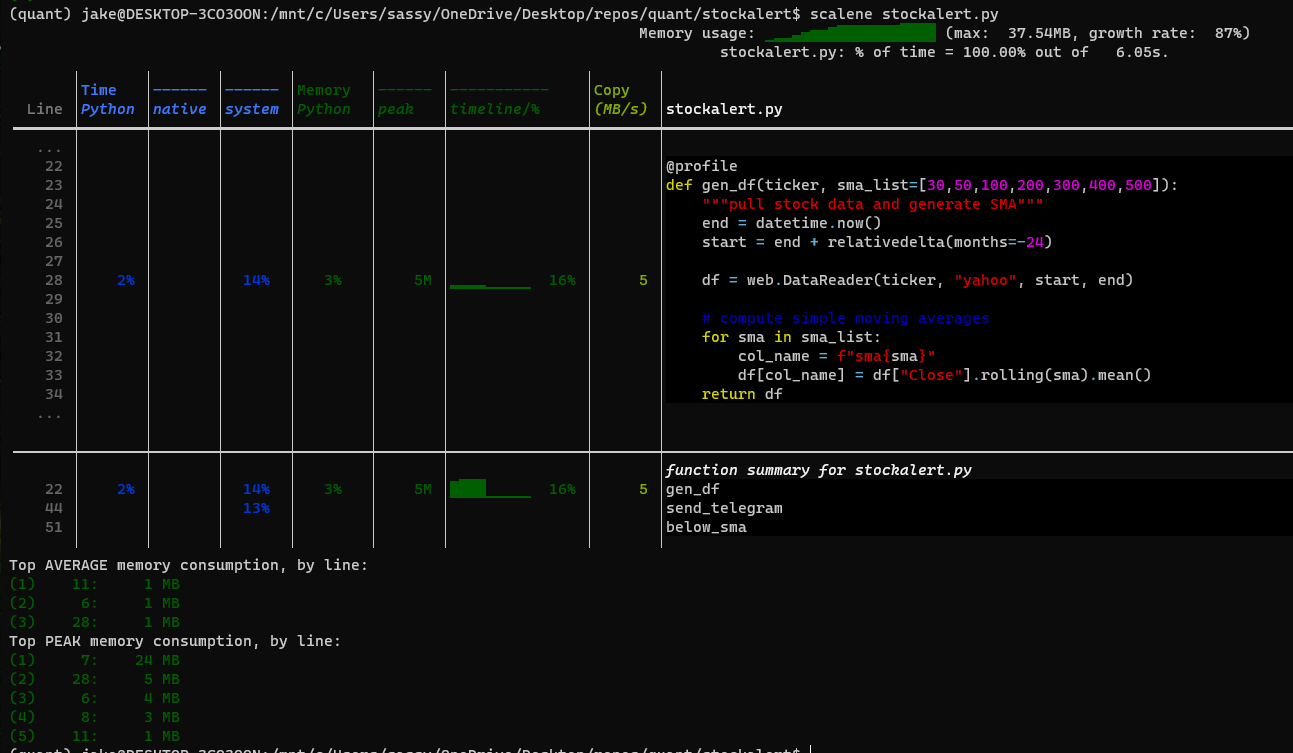 (quant) jake@DESKTOP-3CO3OON:/mnt/c/Users/sassy/OneDrive/Desktop/repos/quant/stockalert$ scalene stockalert.py
Memory usage: (max: 37.54MB, growth rate: 87%)
stockalert.py: % of time = 100.00% out of 6.05s.
Time ------ ------ Memory ------ ----------- Copy
Line Python native system Python peak timeline/% (MB/s) stockalert.py
...
22 @profile
23 def gen_df(ticker, sma_list=[30,50,100,200,300,400,500]):
24 """pull stock data and generate SMA"""
25 end = datetime.now()
26 start = end + relativedelta(months=-24)
27
28 2% 14% 3% 5M 16% 5 df = web.DataReader(ticker, "yahoo", start, end)
29
30 # compute simple moving averages
31 for sma in sma_list:
32 col_name = f"sma{sma}"
33 df[col_name] = df["Close"].rolling(sma).mean()
34 return df
...
function summary for stockalert.py
22 2% 14% 3% 5M 16% 5 gen_df
44 13% send_telegram
51 below_sma
Top AVERAGE memory consumption, by line:
(1) 11: 1 MB
(2) 6: 1 MB
(3) 28: 1 MB
Top PEAK memory consumption, by line:
(1) 7: 24 MB
(2) 28: 5 MB
(3) 6: 4 MB
(4) 8: 3 MB
(5) 11: 1 MB
(quant) jake@DESKTOP-3CO3OON:/mnt/c/Users/sassy/OneDrive/Desktop/repos/quant/stockalert$